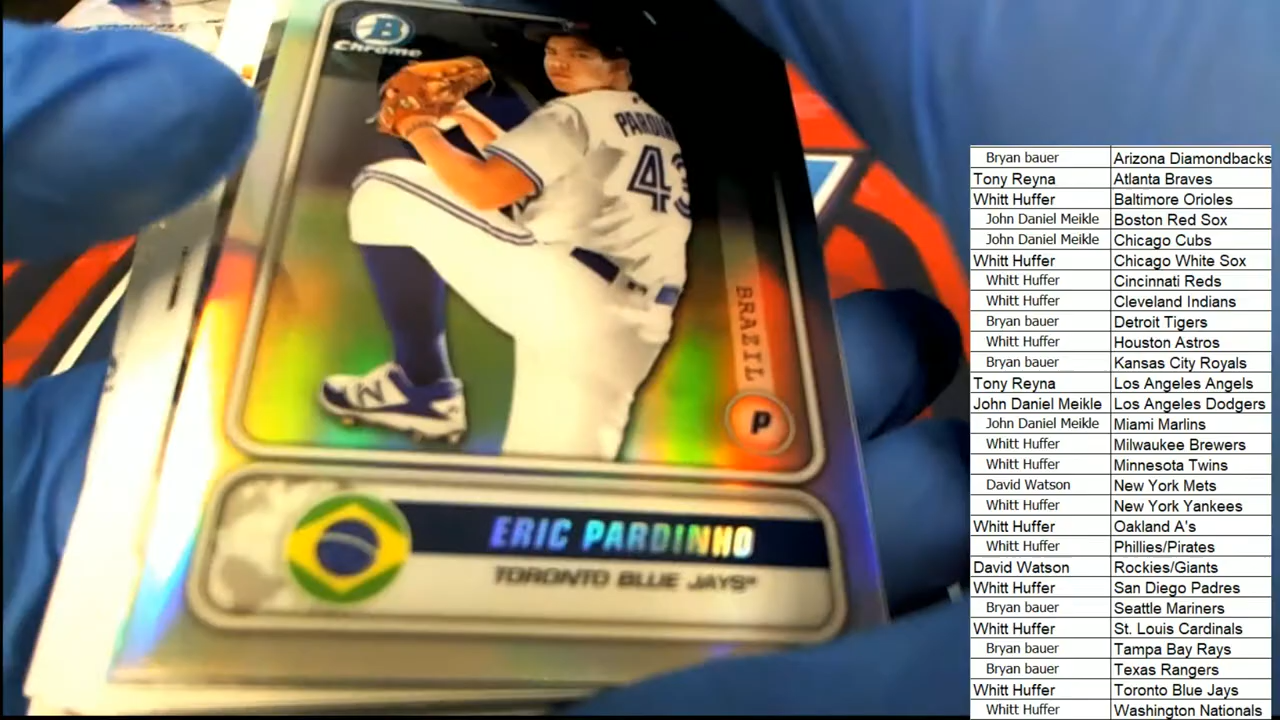 B
Chrome
PARDIN
43
BRAZIL
P
ERIC PARDINHO
TORONTO BLUE JAYS
Bryan bauer Arizona Diamondbacks
Tony Reyna Atlanta Braves
Whitt Huffer Baltimore Orioles
John Daniel Meikle Boston Red Sox
John Daniel Meikle Chicago Cubs
Whitt Huffer Chicago White Sox
Whitt Huffer Cincinnati Reds
Whitt Huffer Cleveland Indians
Bryan bauer Detroit Tigers
Whitt Huffer Houston Astros
Bryan bauer Kansas City Royals
Tony Reyna Los Angeles Angels
John Daniel Meikle Los Angeles Dodgers
John Daniel Meikle Miami Marlins
Whitt Huffer Milwaukee Brewers
Whitt Huffer Minnesota Twins
David Watson New York Mets
Whitt Huffer New York Yankees
Whitt Huffer Oakland A's
Whitt Huffer Phillies/Pirates
David Watson Rockies/Giants
Whitt Huffer San Diego Padres
Bryan bauer Seattle Mariners
Whitt Huffer St. Louis Cardinals
Bryan bauer Tampa Bay Rays
Bryan bauer Texas Rangers
Whitt Huffer Toronto Blue Jays
Whitt Huffer Washington Nationals